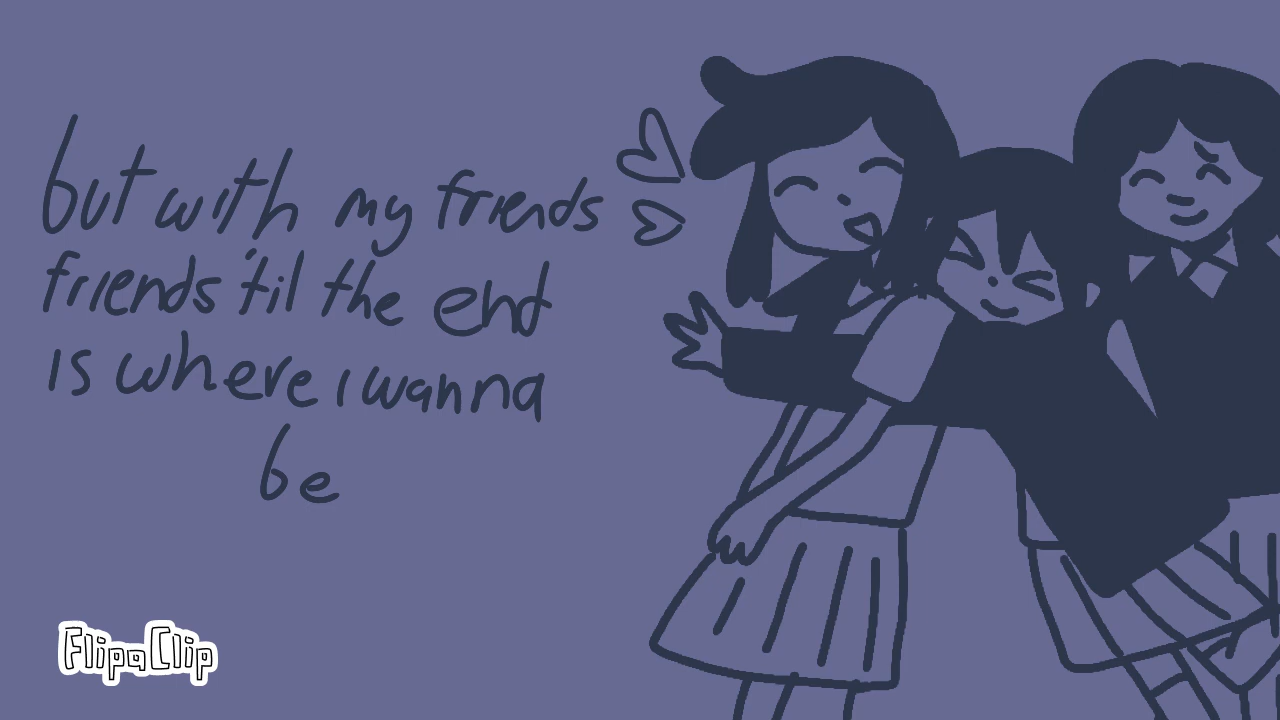 but with my friends
friends 'til the end
is where i wanna
be
FlipaClip